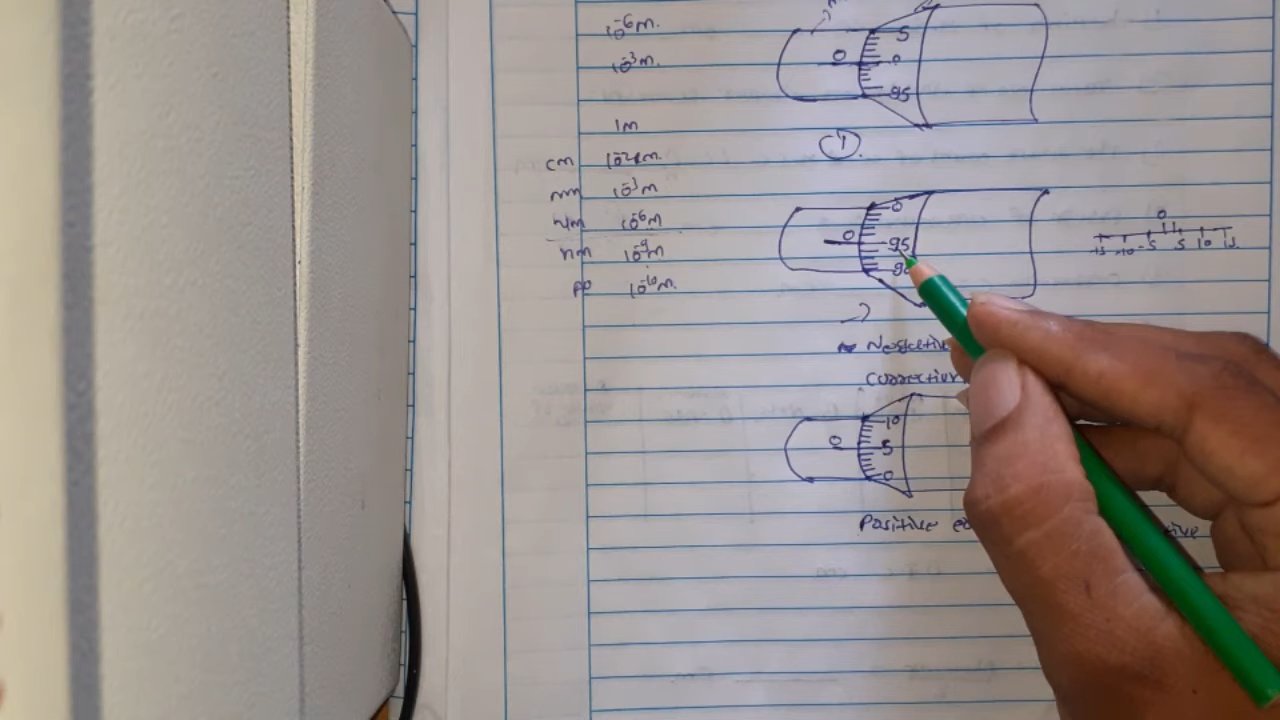 10⁻⁶m.
10⁻³m.
1m
cm 10⁻²m.
mm 10⁻³m
10⁻⁶m
nm 10⁻⁹m
10⁻¹⁰m.
5
0 0
95
1
0
0 95
90
0
-15 -10 -5 5 10 15
Negative
correction
10
0 5
0
Positive